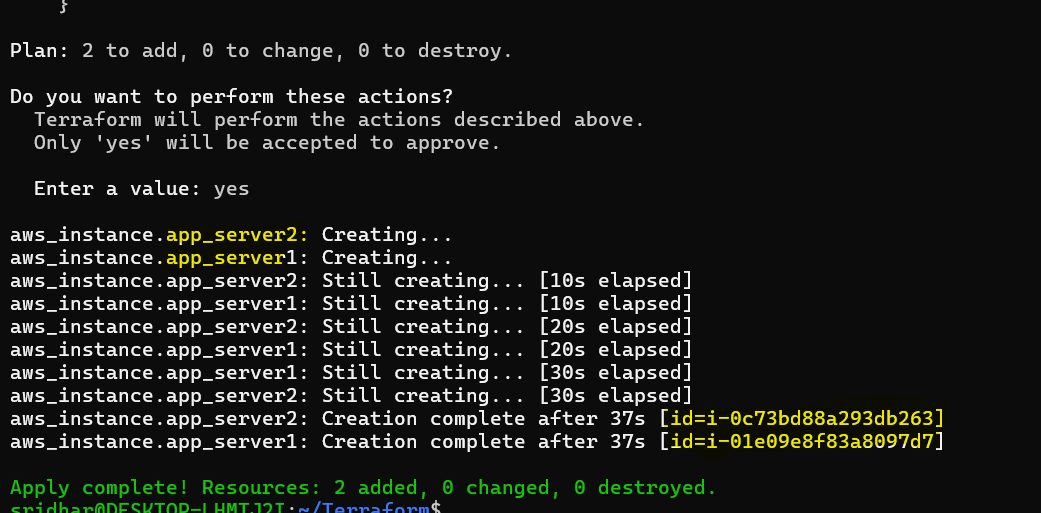 }
Plan: 2 to add, 0 to change, 0 to destroy.
Do you want to perform these actions?
Terraform will perform the actions described above.
Only 'yes' will be accepted to approve.
Enter a value: yes
aws_instance.app_server2: Creating...
aws_instance.app_server1: Creating...
aws_instance.app_server2: Still creating... [10s elapsed]
aws_instance.app_server1: Still creating... [10s elapsed]
aws_instance.app_server2: Still creating... [20s elapsed]
aws_instance.app_server1: Still creating... [20s elapsed]
aws_instance.app_server1: Still creating... [30s elapsed]
aws_instance.app_server2: Still creating... [30s elapsed]
aws_instance.app_server2: Creation complete after 37s [id=i-0c73bd88a293db263]
aws_instance.app_server1: Creation complete after 37s [id=i-01e09e8f83a8097d7]
Apply complete! Resources: 2 added, 0 changed, 0 destroyed.
sridhar@DESKTOP-LHMTJ2I:~/Terraform$